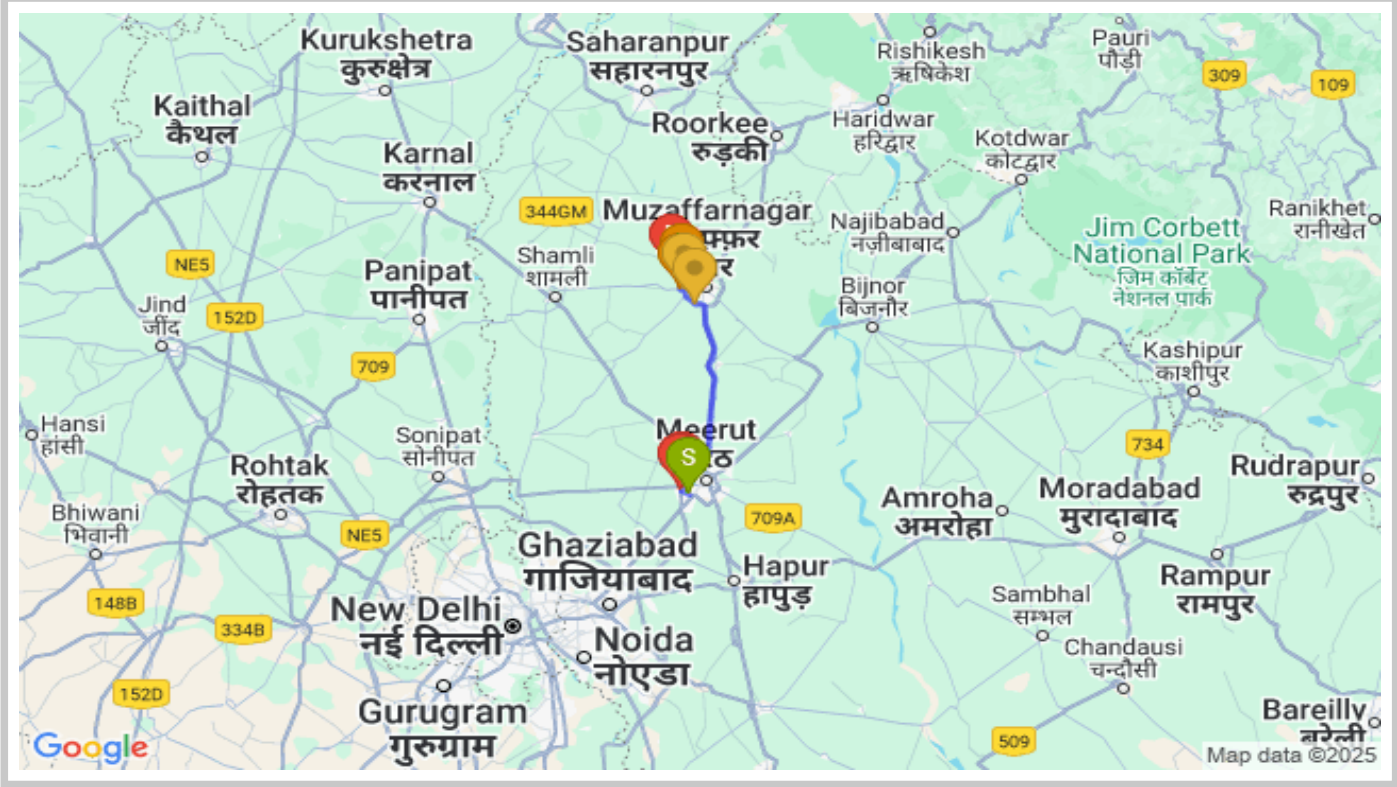 Kurukshetra
कुरुक्षेत्र
Saharanpur
सहारनपुर
Rishikesh
ऋषिकेश
Pauri
पौड़ी
309
109
Kaithal
कैथल
Karnal
करनाल
Roorkee
रुड़की
Haridwar
हरिद्वार
Kotdwar
कोटद्वार
344GM
Muzaffarnagar
Najibabad
नज़ीबाबाद
Jim Corbett
National Park
जिम कॉर्बेट
नेशनल पार्क
Ranikhet
रानीखेत
NE5
Panipat
पानीपत
Shamli
शामली
Bijnor
बिजनौर
Jind
जींद
152D
709
Kashipur
काशीपुर
Hansi
हांसी
Sonipat
सोनीपत
Meerut
734
Rohtak
रोहतक
Rudrapur
रुद्रपुर
Bhiwani
भिवानी
NE5
S
709A
Amroha
अमरोहा
Moradabad
मुरादाबाद
Ghaziabad
गाजियाबाद
Hapur
हापुड़
Rampur
रामपुर
148B
334B
New Delhi
नई दिल्ली
Noida
नोएडा
Sambhal
सम्भल
Chandausi
चन्दौसी
152D
Gurugram
गुरुग्राम
509
Bareilly
बरेली
Google
Map data ©2025